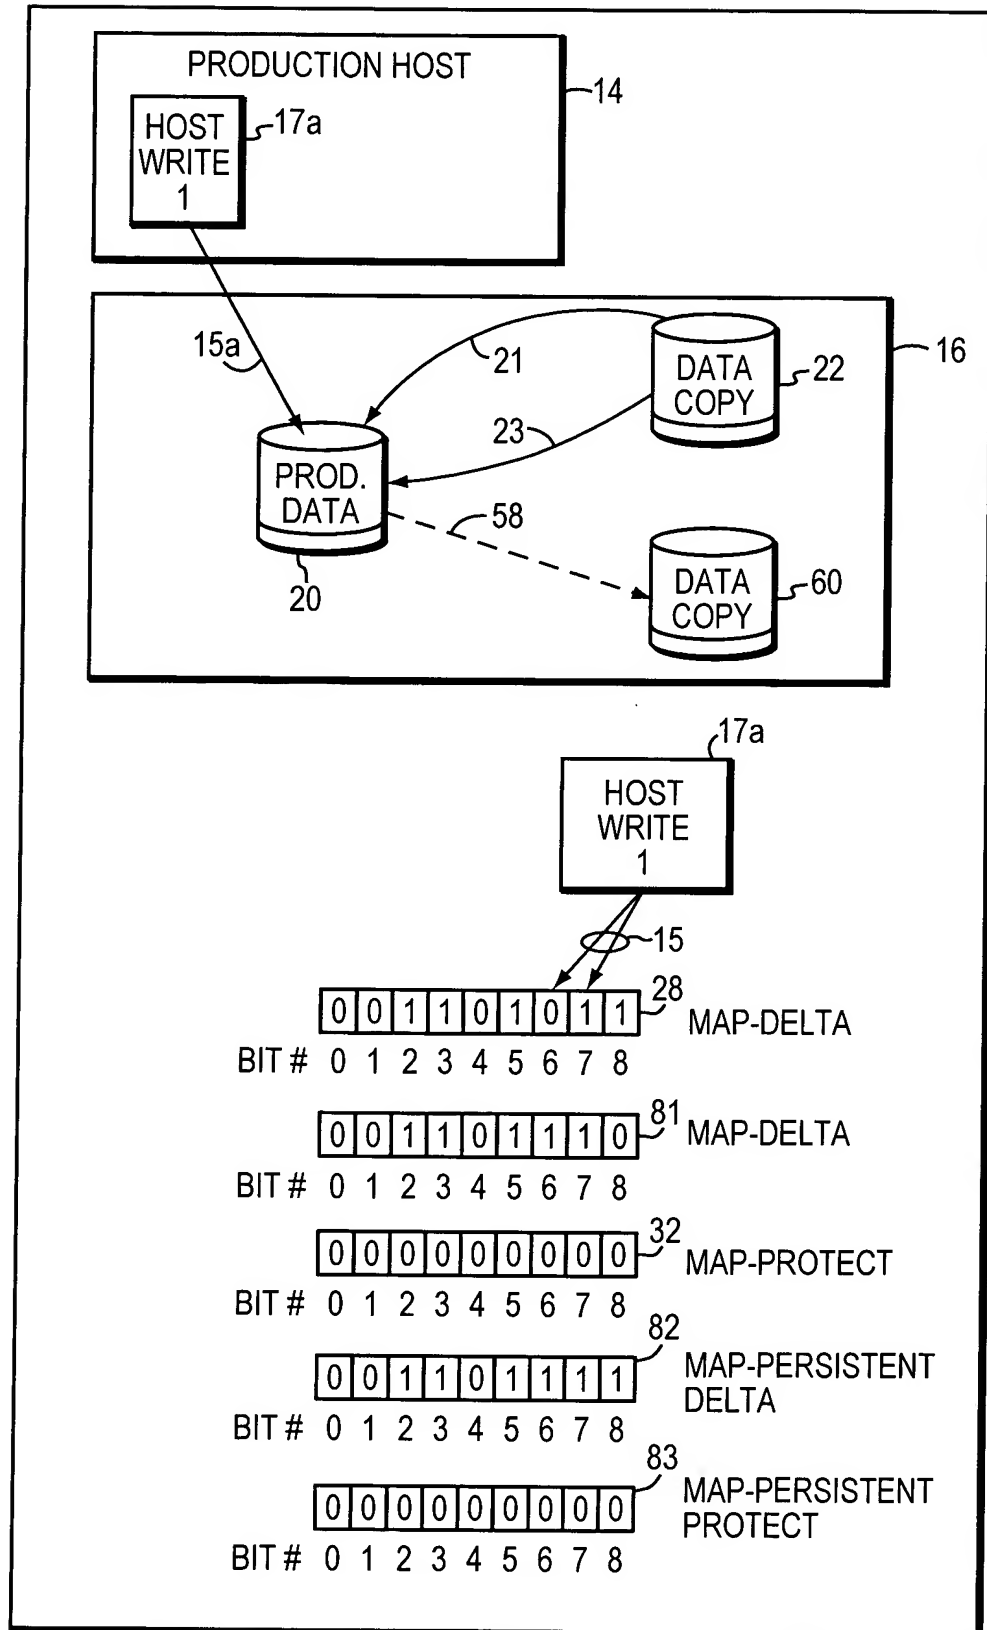 PRODUCTION HOST
14
HOST
WRITE
1
17a
15a
21
DATA
COPY
22
16
23
PROD.
DATA
20
58
DATA
COPY
60
17a
HOST
WRITE
1
15
0 0 1 1 0 1 0 1 1
28
MAP-DELTA
BIT # 0 1 2 3 4 5 6 7 8
0 0 1 1 0 1 1 1 0
81
MAP-DELTA
BIT # 0 1 2 3 4 5 6 7 8
0 0 0 0 0 0 0 0 0
32
MAP-PROTECT
BIT # 0 1 2 3 4 5 6 7 8
0 0 1 1 0 1 1 1 1
82
MAP-PERSISTENT
DELTA
BIT # 0 1 2 3 4 5 6 7 8
0 0 0 0 0 0 0 0 0
83
MAP-PERSISTENT
PROTECT
BIT # 0 1 2 3 4 5 6 7 8